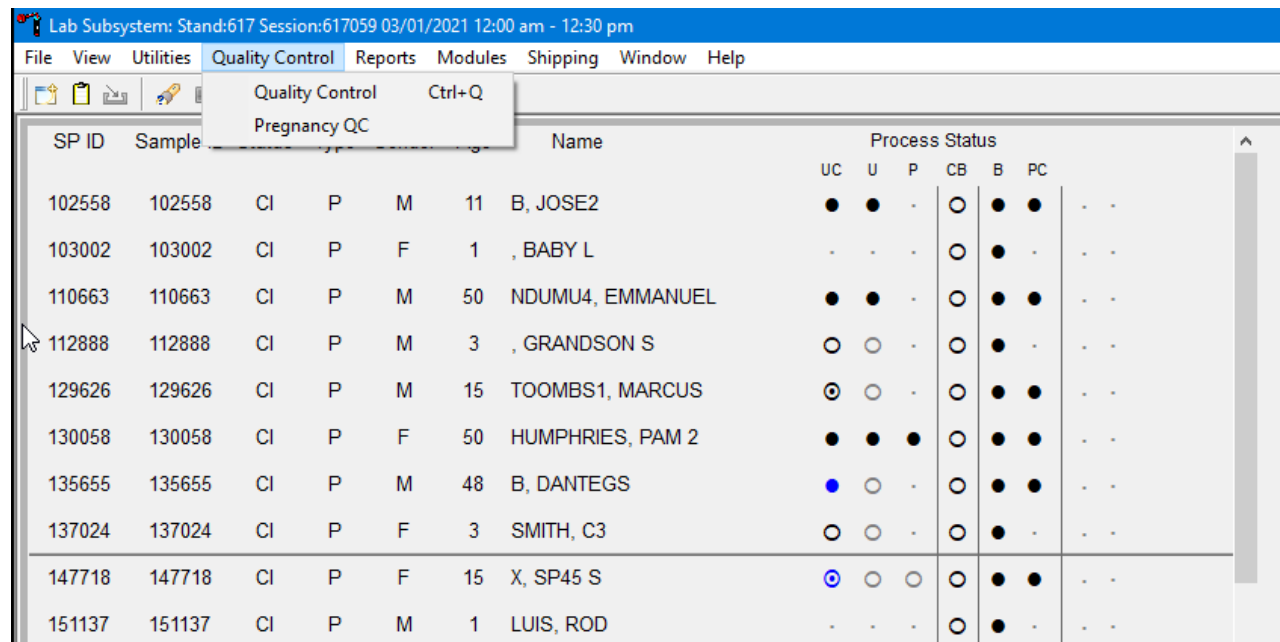 Lab Subsystem: Stand:617 Session:617059 03/01/2021 12:00 am - 12:30 pm
File View Utilities Quality Control Reports Modules Shipping Window Help
Quality Control Ctrl+Q
Pregnancy QC
SP ID Sample Name Process Status
UC U P CB B PC
102558 102558 CI P M 11 B, JOSE2
103002 103002 CI P F 1 , BABY L
110663 110663 CI P M 50 NDUMU4, EMMANUEL
112888 112888 CI P M 3 , GRANDSON S
129626 129626 CI P M 15 TOOMBS1, MARCUS
130058 130058 CI P F 50 HUMPHRIES, PAM 2
135655 135655 CI P M 48 B, DANTEGS
137024 137024 CI P F 3 SMITH, C3
147718 147718 CI P F 15 X, SP45 S
151137 151137 CI P M 1 LUIS, ROD